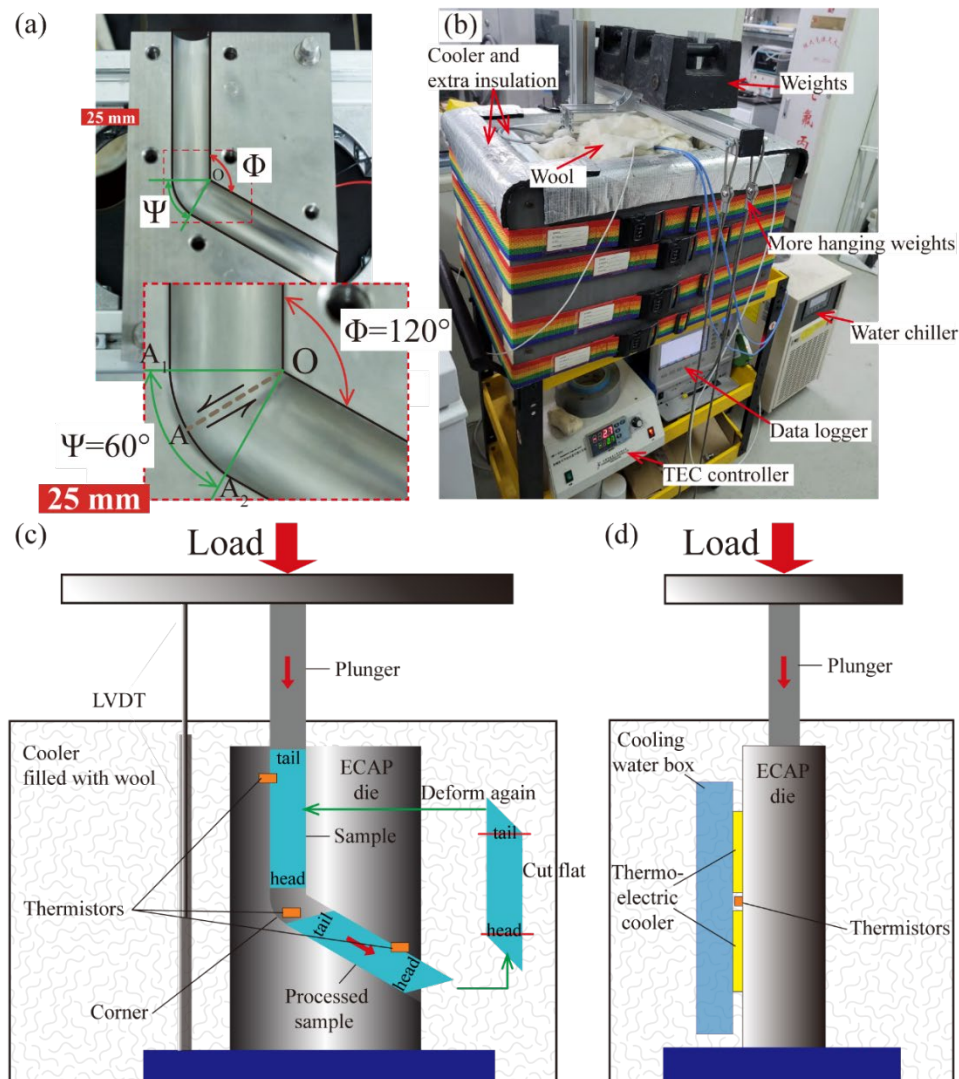 (a)
25 mm
Φ
O
Ψ
Φ=120°
A1
O
A
Ψ=60°
A2
25 mm
(b)
Cooler and
extra insulation
Weights
Wool
More hanging weights
Water chiller
Data logger
TEC controller
(c)
Load
Plunger
LVDT
Cooler
filled with wool
tail
ECAP
die
Deform again
Sample
tail
Cut flat
head
head
Thermistors
tail
head
Processed
sample
Corner
(d)
Load
Plunger
Cooling
water box
ECAP
die
Thermo-
electric
cooler
Thermistors